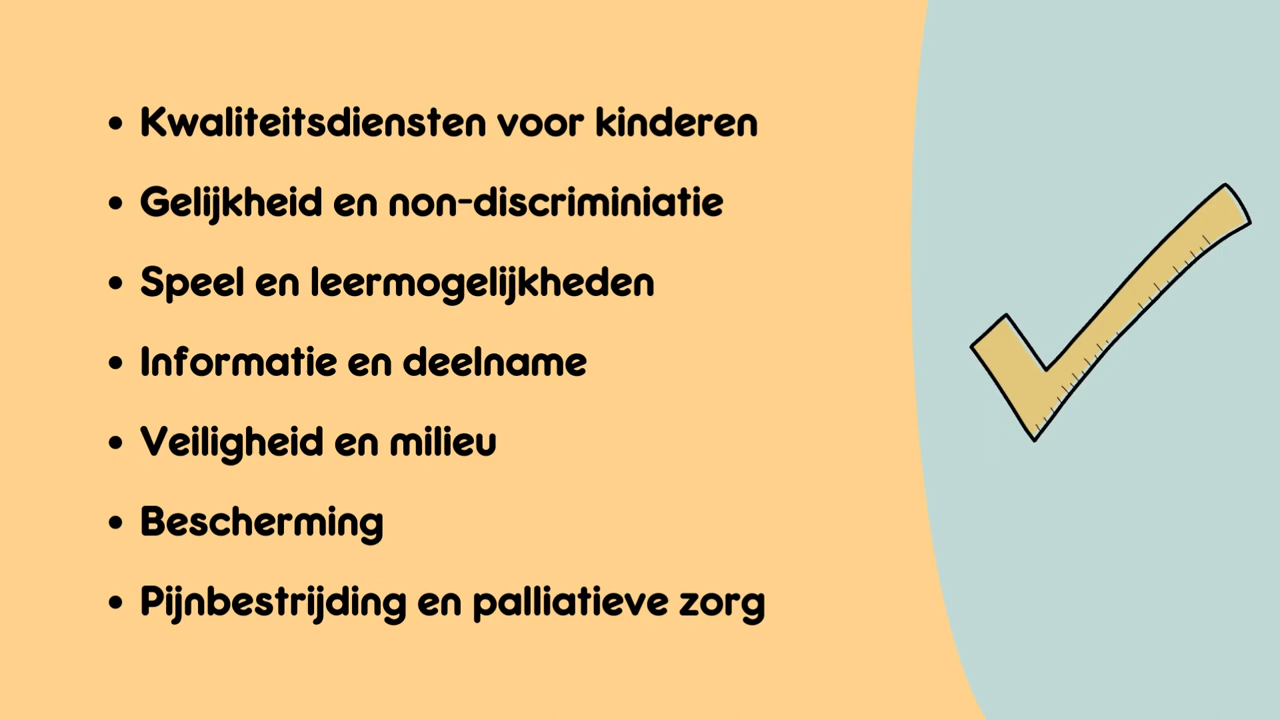 • Kwaliteitsdiensten voor kinderen
• Gelijkheid en non-discriminiatie
• Speel en leermogelijkheden
• Informatie en deelname
• Veiligheid en milieu
• Bescherming
• Pijnbestrijding en palliatieve zorg